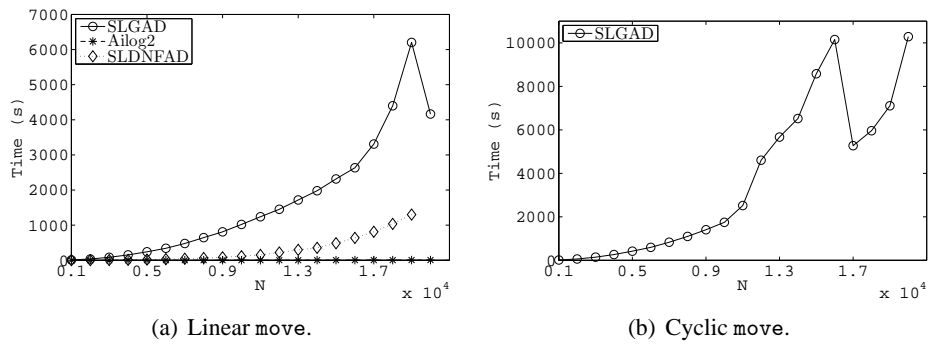 7000
6000
5000
4000
3000
2000
1000
0
Time (s)
SLGAD
Ailog2
SLDNFAD
0.1 0.5 0.9 1.3 1.7
N
x 10^4
(a) Linear move.
10000
8000
6000
4000
2000
0
Time (s)
SLGAD
0.1 0.5 0.9 1.3 1.7
N
x 10^4
(b) Cyclic move.